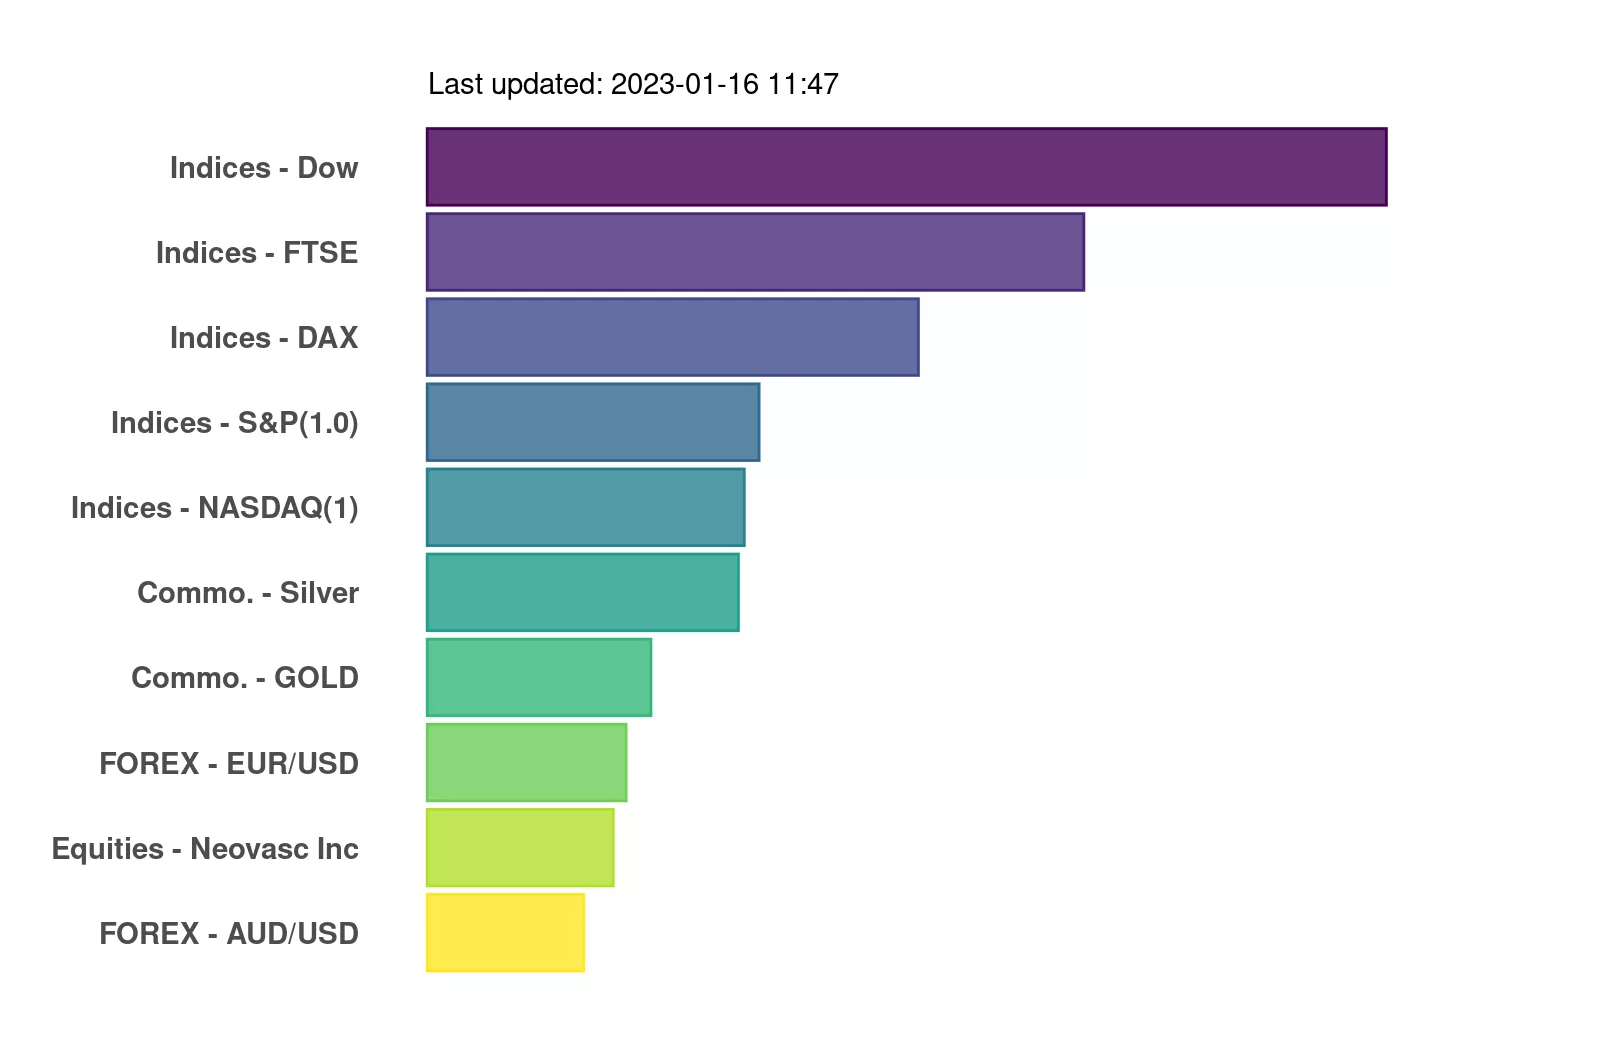 Last updated: 2023-01-16 11:47
Indices - Dow
Indices - FTSE
Indices - DAX
Indices - S&P(1.0)
Indices - NASDAQ(1)
Commo. - Silver
Commo. - GOLD
FOREX - EUR/USD
Equities - Neovasc Inc
FOREX - AUD/USD